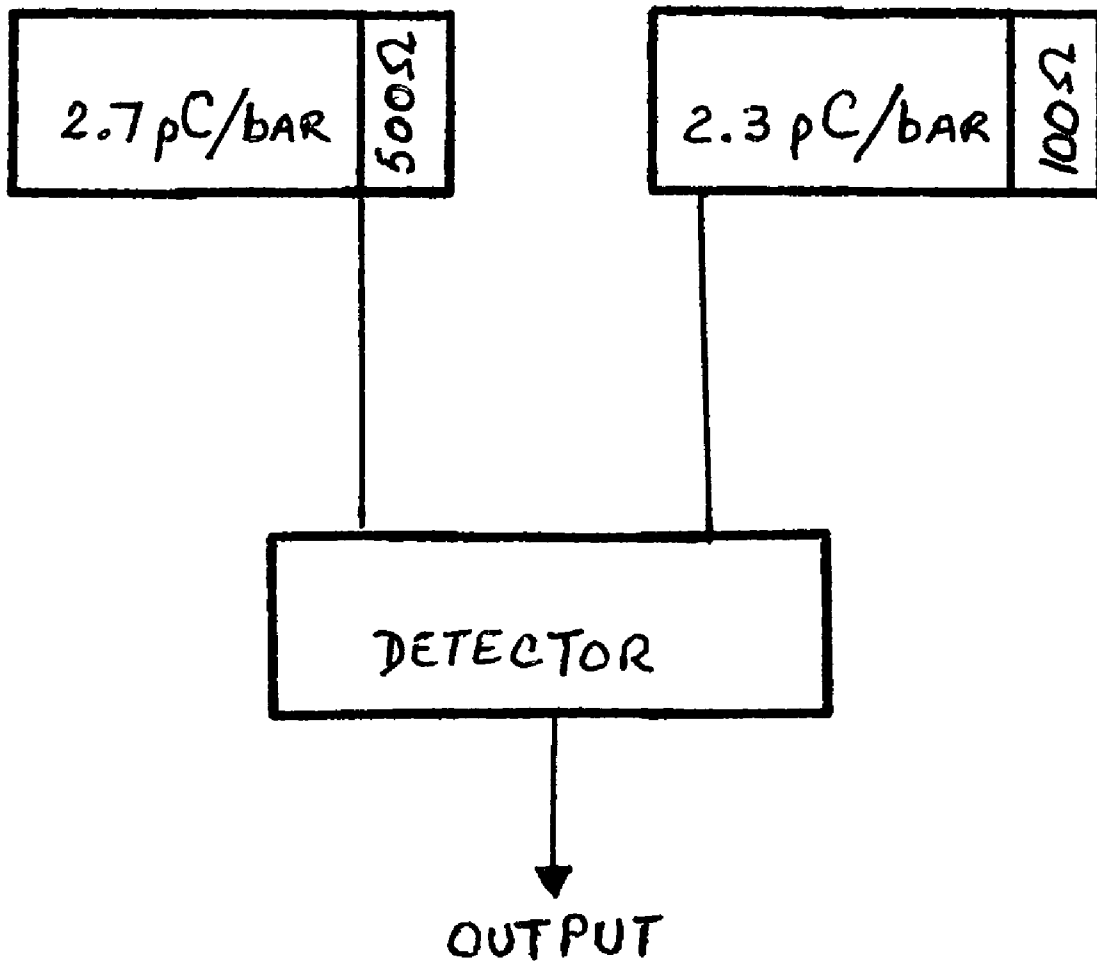 2.7 pC/bAR
500Ω
2.3 pC/bAR
100Ω
DETECTOR
OUTPUT